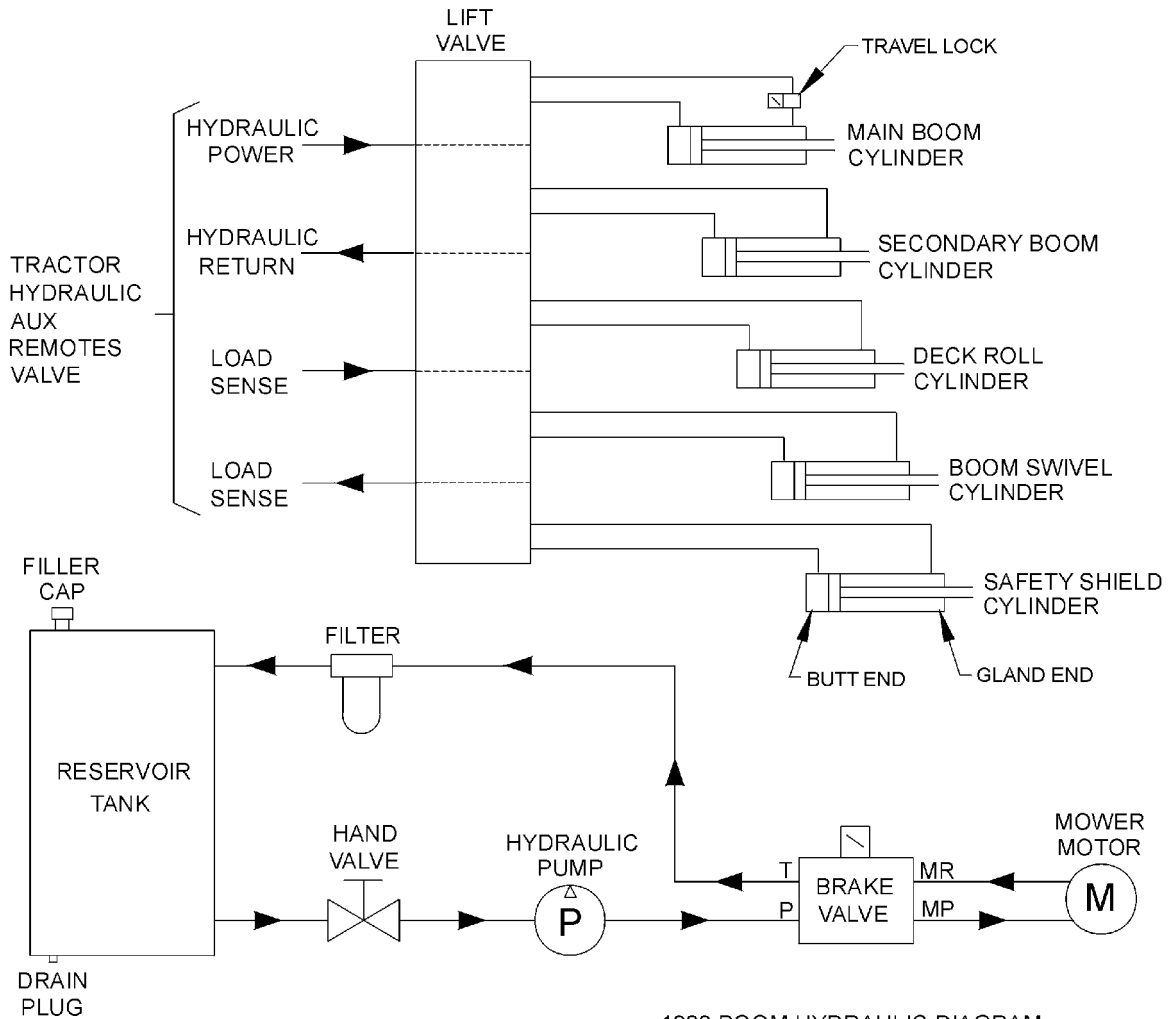 LIFT
VALVE
TRAVEL LOCK
HYDRAULIC
POWER
MAIN BOOM
CYLINDER
HYDRAULIC
RETURN
SECONDARY BOOM
CYLINDER
TRACTOR
HYDRAULIC
AUX
REMOTES
VALVE
LOAD
SENSE
DECK ROLL
CYLINDER
LOAD
SENSE
BOOM SWIVEL
CYLINDER
SAFETY SHIELD
CYLINDER
BUTT END
GLAND END
FILLER
CAP
FILTER
RESERVOIR
TANK
HAND
VALVE
HYDRAULIC
PUMP
P
T
P
BRAKE
VALVE
MR
MP
MOWER
MOTOR
M
DRAIN
PLUG
BOOM HYDRAULIC DIAGRAM